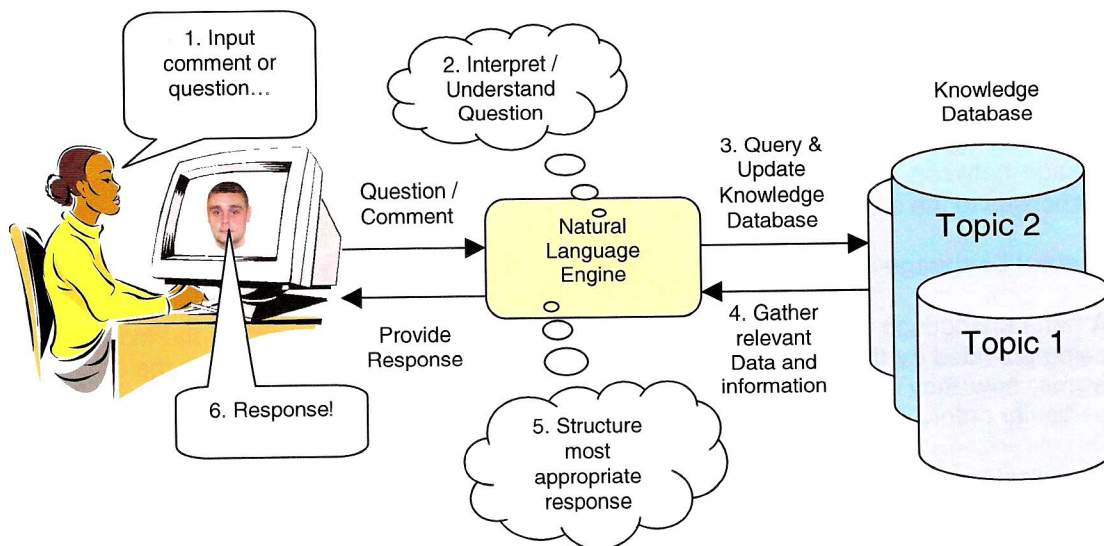 1. Input
comment or
question…
2. Interpret /
Understand
Question
Knowledge
Database
3. Query &
Update
Knowledge
Database
Question /
Comment
Natural
Language
Engine
Topic 2
Topic 1
Provide
Response
4. Gather
relevant
Data and
information
6. Response!
5. Structure
most
appropriate
response